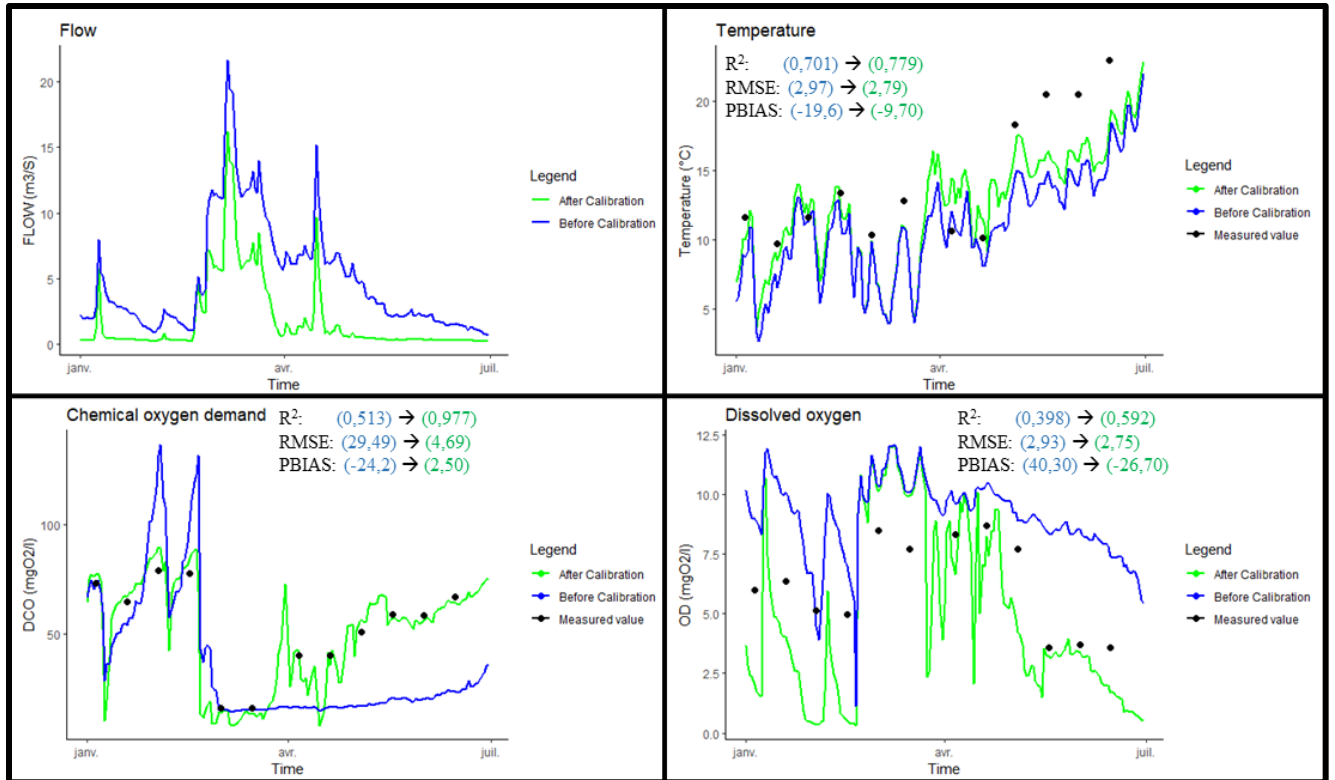 Flow
FLOW (m3/S)
20
15
10
5
0
janv.
avr.
juil.
Time
Legend
After Calibration
Before Calibration
Temperature
R²: (0,701) → (0,779)
RMSE: (2,97) → (2,79)
PBIAS: (-19,6) → (-9,70)
Temperature (°C)
20
15
10
5
janv.
avr.
juil.
Time
Legend
After Calibration
Before Calibration
Measured value
Chemical oxygen demand
R²: (0,513) → (0,977)
RMSE: (29,49) → (4,69)
PBIAS: (-24,2) → (2,50)
DCO (mgO2/l)
100
50
janv.
avr.
juil.
Time
Legend
After Calibration
Before Calibration
Measured value
Dissolved oxygen
R²: (0,398) → (0,592)
RMSE: (2,93) → (2,75)
PBIAS: (40,30) → (-26,70)
OD (mgO2/l)
12.5
10.0
7.5
5.0
2.5
0.0
janv.
avr.
juil.
Time
Legend
After Calibration
Before Calibration
Measured value